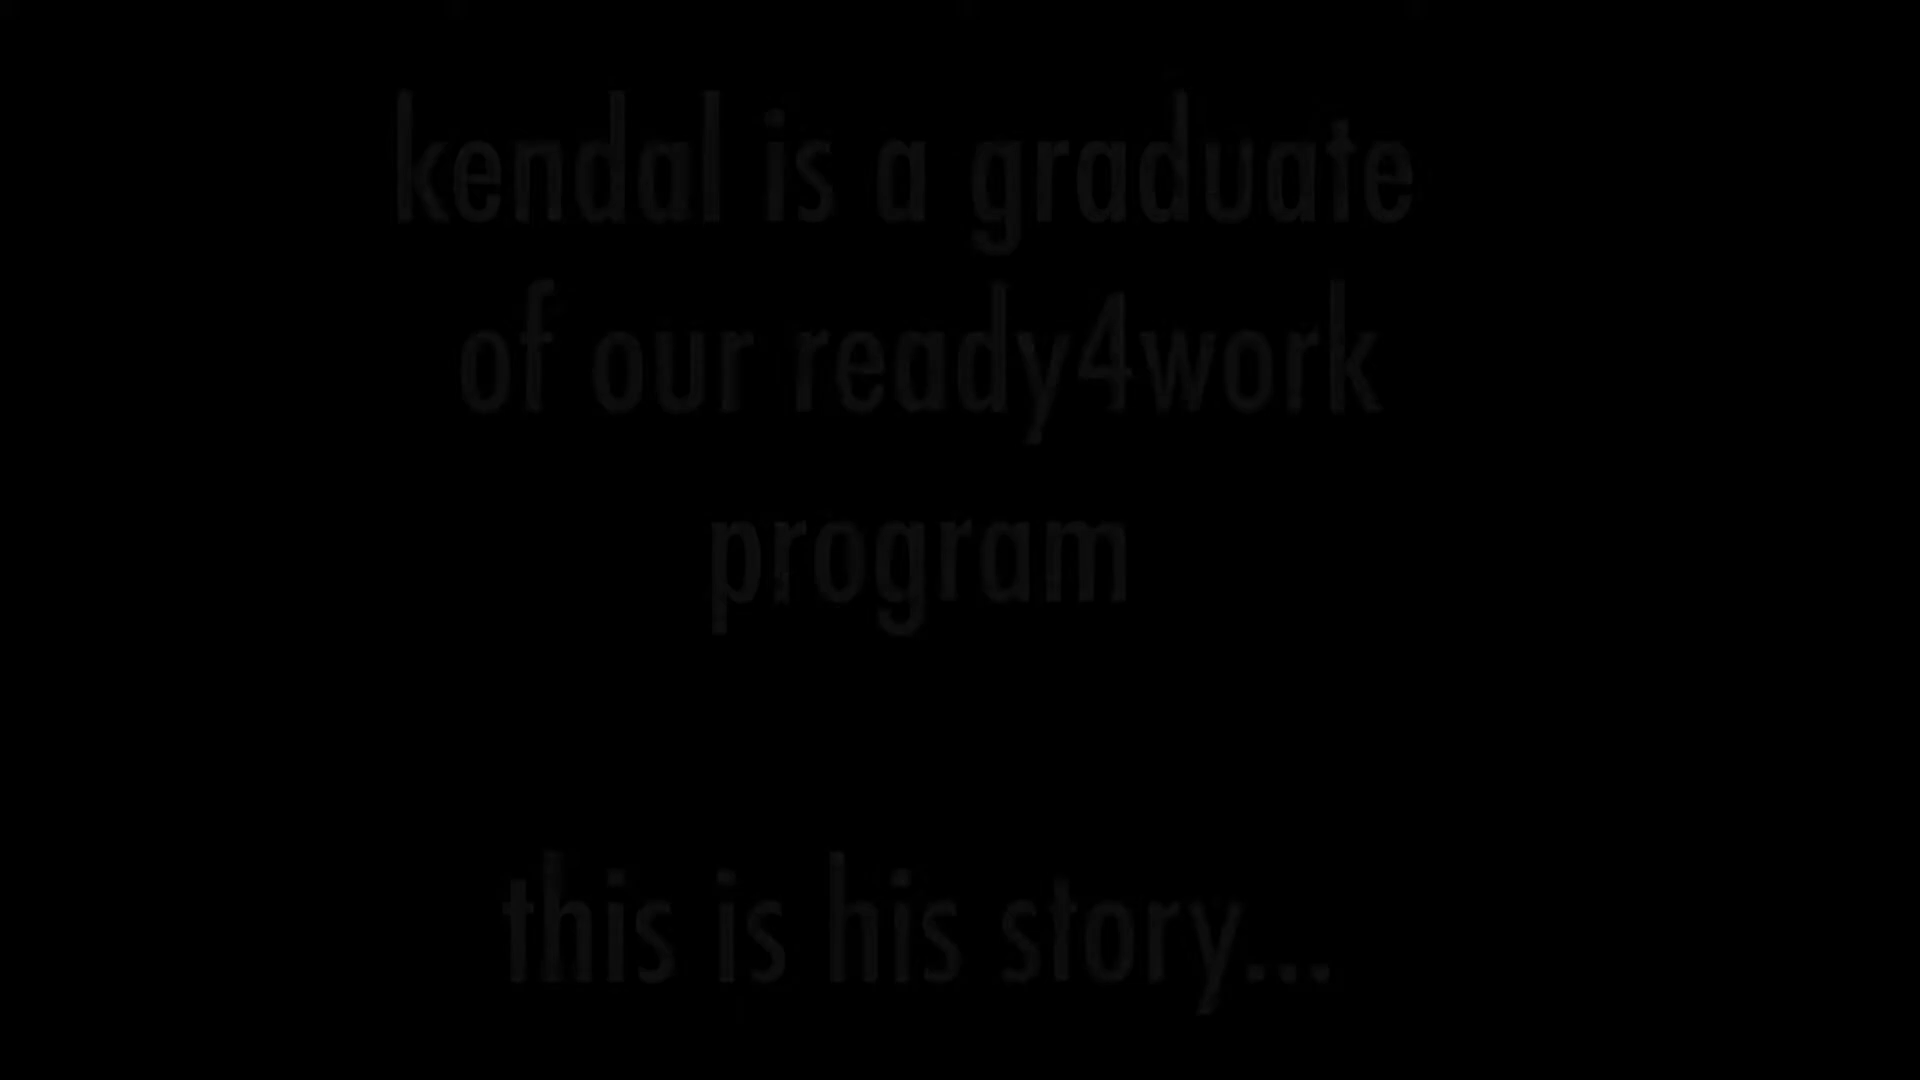 kendal is a graduate
of our ready4work
program
this is his story...